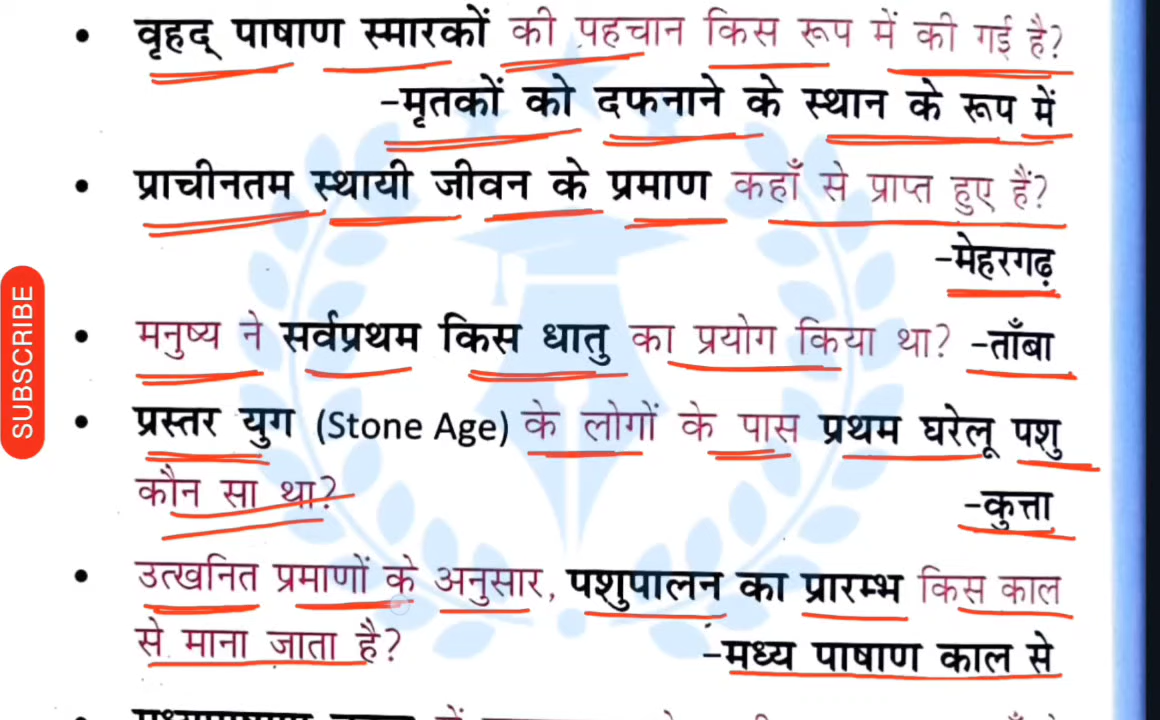 • वृहद् पाषाण स्मारकों की पहचान किस रूप में की गई है?
-मृतकों को दफनाने के स्थान के रूप में
• प्राचीनतम स्थायी जीवन के प्रमाण कहाँ से प्राप्त हुए हैं?
-मेहरगढ़
• मनुष्य ने सर्वप्रथम किस धातु का प्रयोग किया था? -ताँबा
• प्रस्तर युग (Stone Age) के लोगों के पास प्रथम घरेलू पशु
कौन सा था? -कुत्ता
• उत्खनित प्रमाणों के अनुसार, पशुपालन का प्रारम्भ किस काल
से माना जाता है? -मध्य पाषाण काल से
SUBSCRIBE